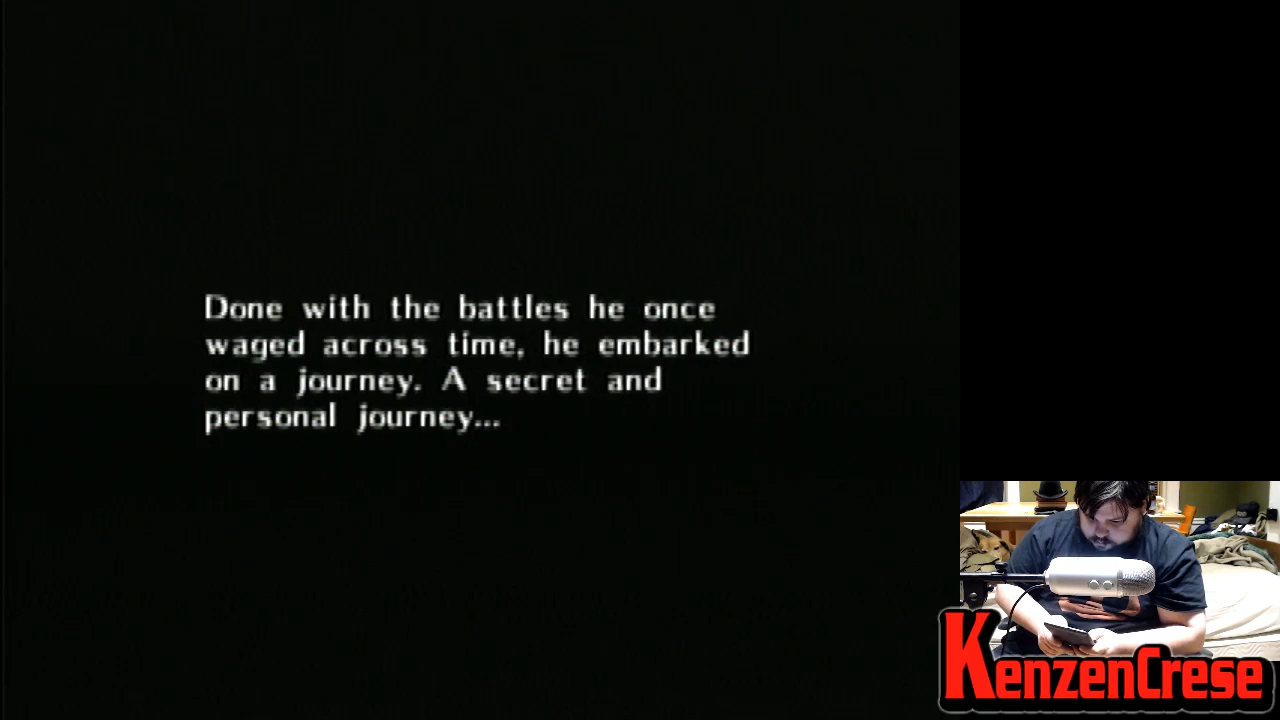 Done with the battles he once
waged across time, he embarked
on a journey. A secret and
personal journey...
KenzenCrese